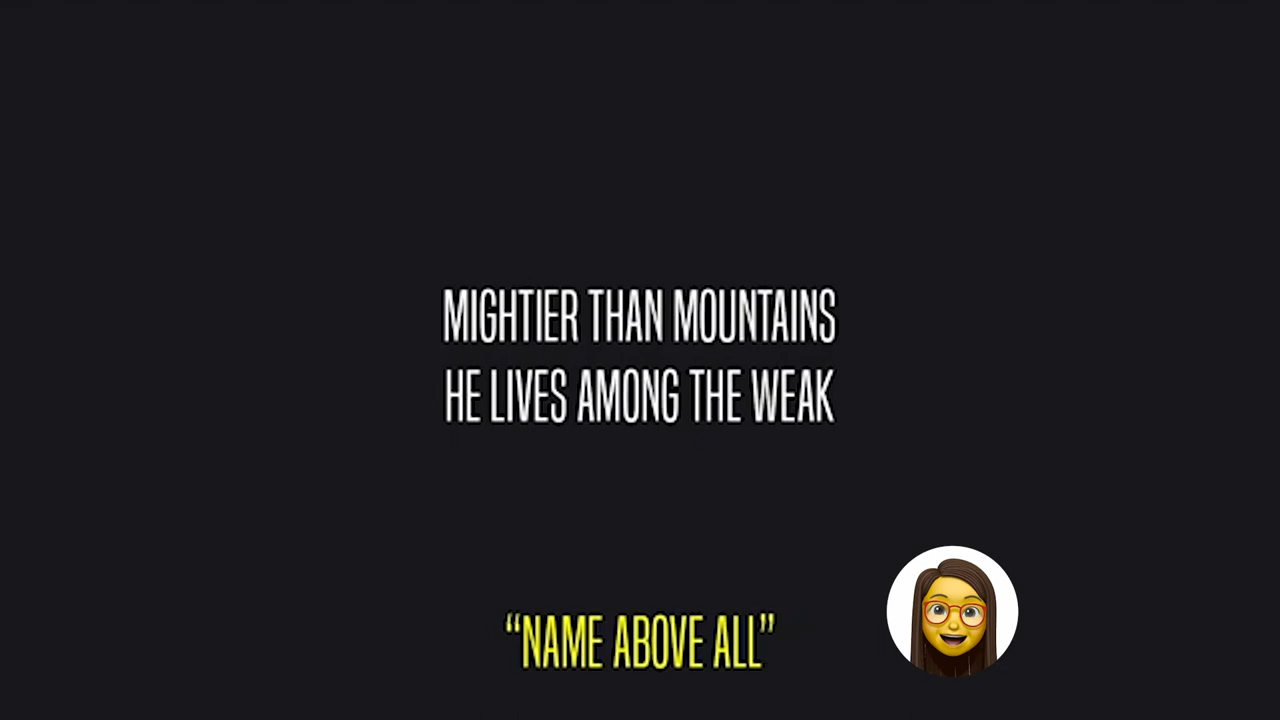 MIGHTIER THAN MOUNTAINS
HE LIVES AMONG THE WEAK
“NAME ABOVE ALL”